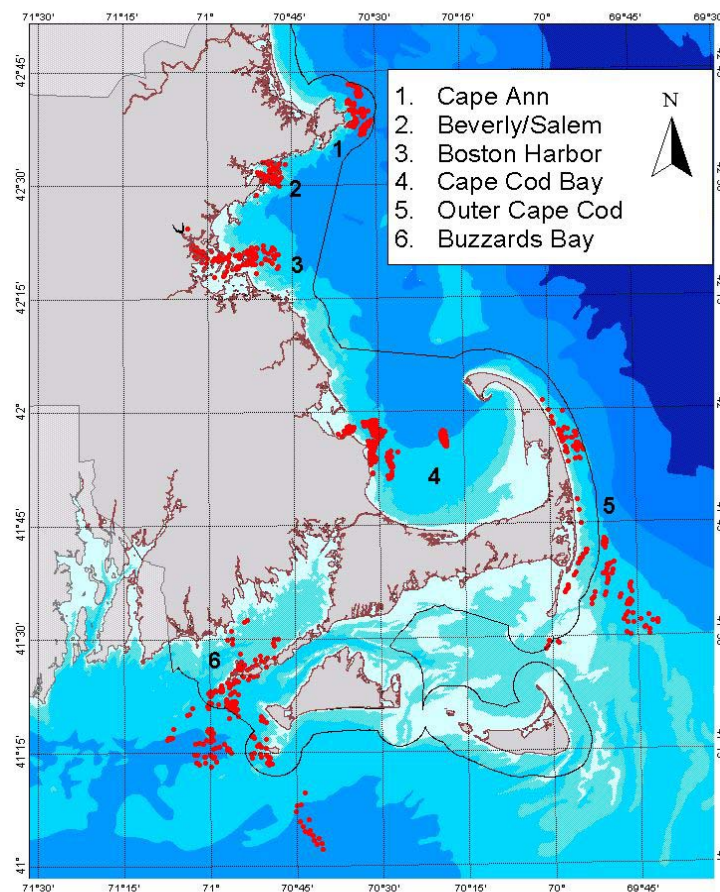 71°30' 71°15' 71° 70°45' 70°30' 70°15' 70° 69°45' 69°30'
42°45'
1. Cape Ann
2. Beverly/Salem
3. Boston Harbor
4. Cape Cod Bay
5. Outer Cape Cod
6. Buzzards Bay
N
1
42°30'
2
3
42°15'
42°
4
5
41°45'
41°30'
6
41°15'
41°
71°30' 71°15' 71° 70°45' 70°30' 70°15' 70° 69°45'